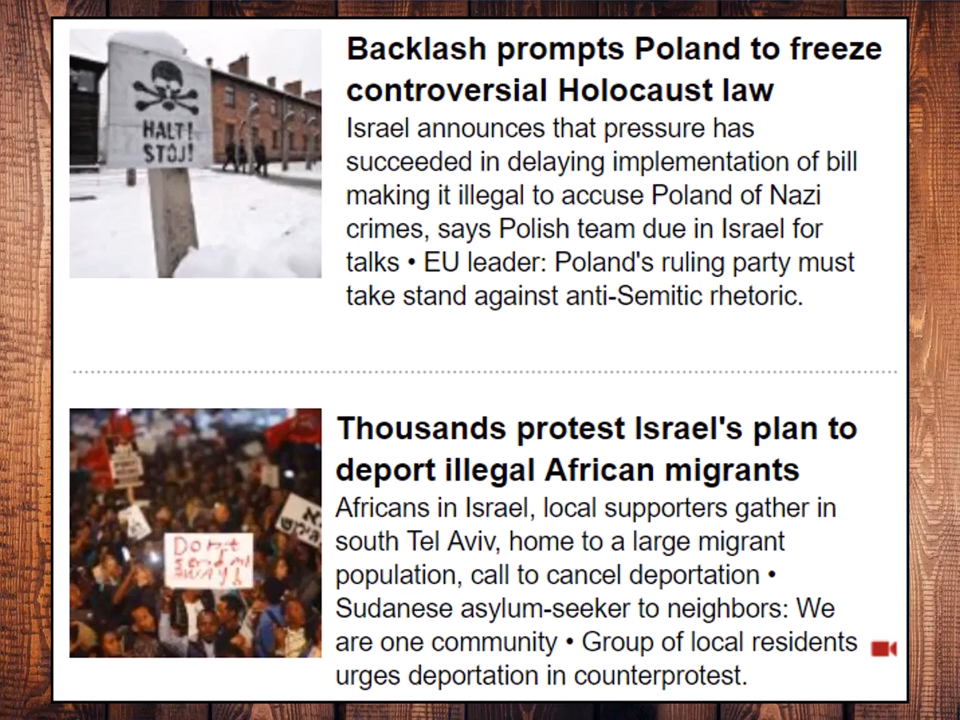 HALT!
STÓJ!
Backlash prompts Poland to freeze
controversial Holocaust law
Israel announces that pressure has
succeeded in delaying implementation of bill
making it illegal to accuse Poland of Nazi
crimes, says Polish team due in Israel for
talks • EU leader: Poland's ruling party must
take stand against anti-Semitic rhetoric.
Don't
send m
away!
Thousands protest Israel's plan to
deport illegal African migrants
Africans in Israel, local supporters gather in
south Tel Aviv, home to a large migrant
population, call to cancel deportation •
Sudanese asylum-seeker to neighbors: We
are one community • Group of local residents
urges deportation in counterprotest.